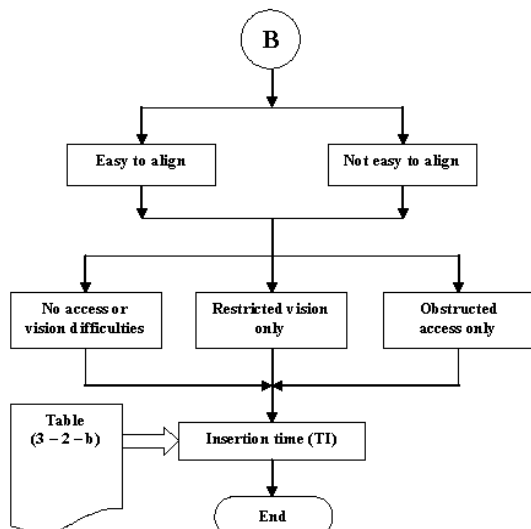 B
Easy to align
Not easy to align
No access or
vision difficulties
Restricted vision
only
Obstructed
access only
Table
(3 – 2 – b)
Insertion time (TI)
End